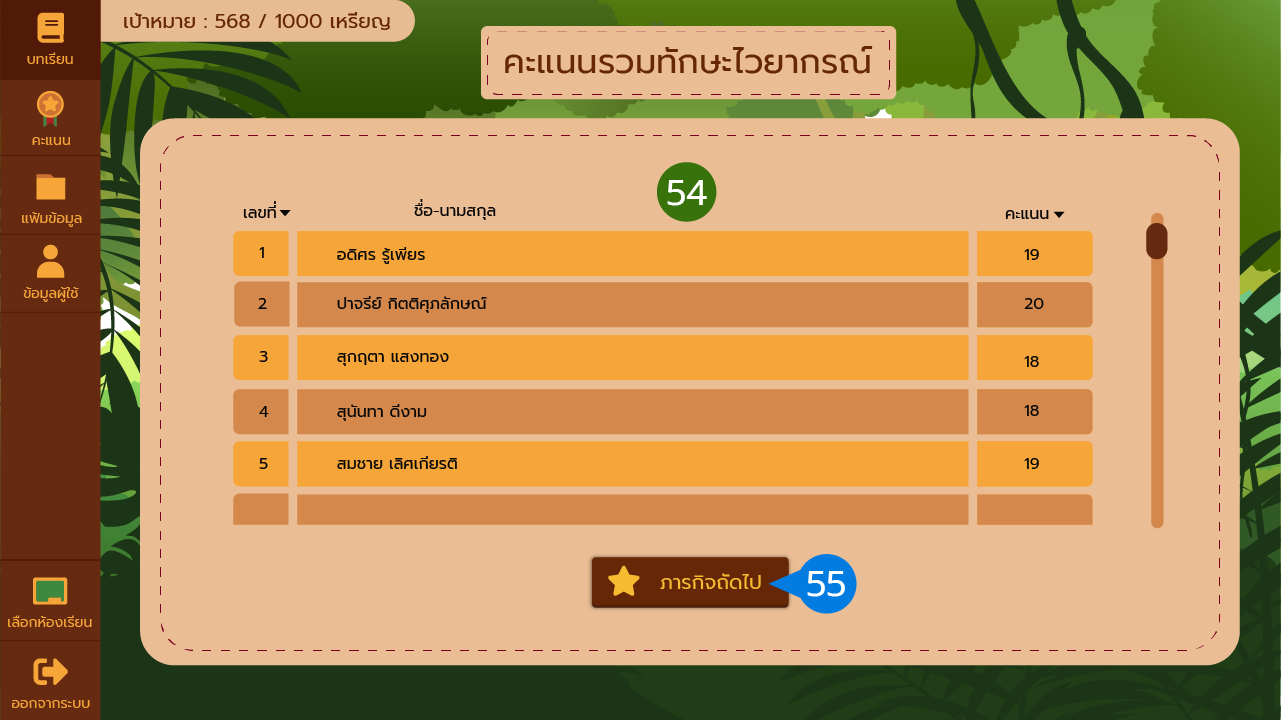 เป้าหมาย : 568 / 1000 เหรียญ
บทเรียน
คะแนน
แฟ้มข้อมูล
ข้อมูลผู้ใช้
เลือกห้องเรียน
ออกจากระบบ
คะแนนรวมทักษะไวยากรณ์
54
เลขที่ ชื่อ-นามสกุล คะแนน
1 อดิศร รู้เพียร 19
2 ปาจรีย์ กิตติศุภลักษณ์ 20
3 สุกฤตา แสงทอง 18
4 สุนันทา ดีงาม 18
5 สมชาย เลิศเกียรติ 19
ภารกิจถัดไป 55